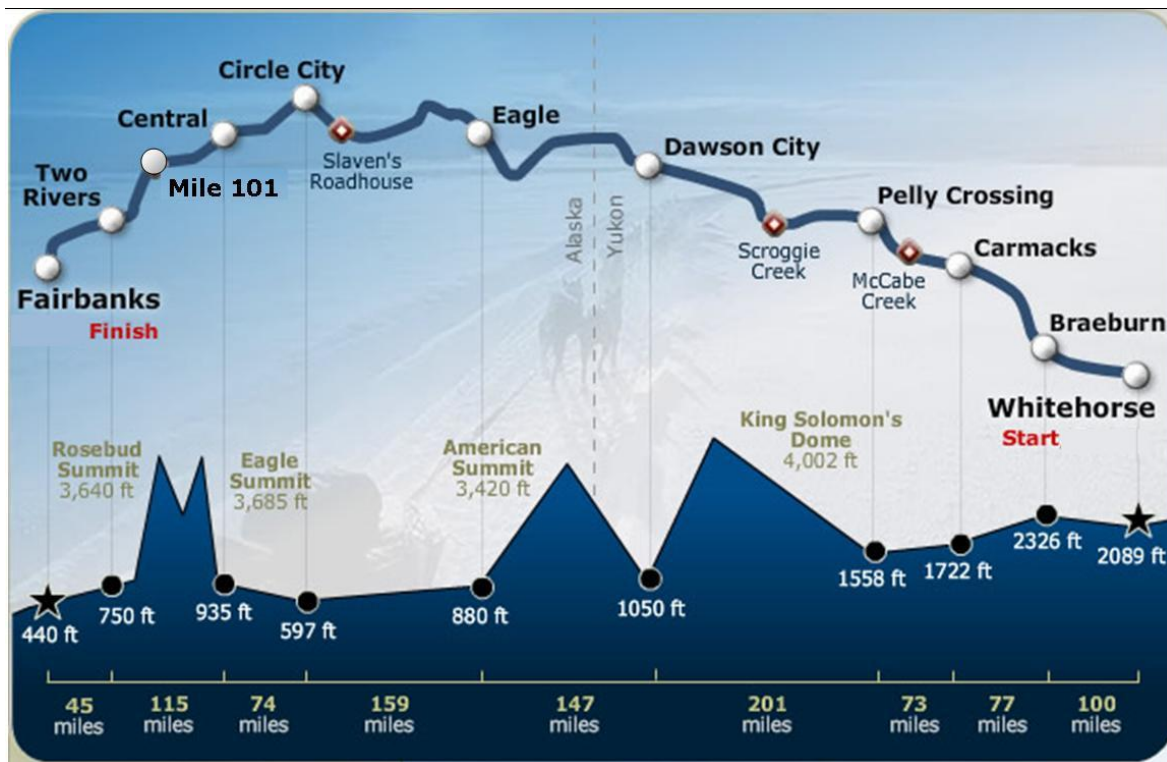 Circle City
Central
Eagle
Two
Rivers
Slaven's
Roadhouse
Mile 101
Dawson City
Alaska
Yukon
Pelly Crossing
Scroggie
Creek
Carmacks
McCabe
Creek
Fairbanks
Finish
Braeburn
Whitehorse
Start
Rosebud
Summit
3,640 ft
Eagle
Summit
3,685 ft
American
Summit
3,420 ft
King Solomon's
Dome
4,002 ft
440 ft
750 ft
935 ft
597 ft
880 ft
1050 ft
1558 ft
1722 ft
2326 ft
2089 ft
45
miles
115
miles
74
miles
159
miles
147
miles
201
miles
73
miles
77
miles
100
miles